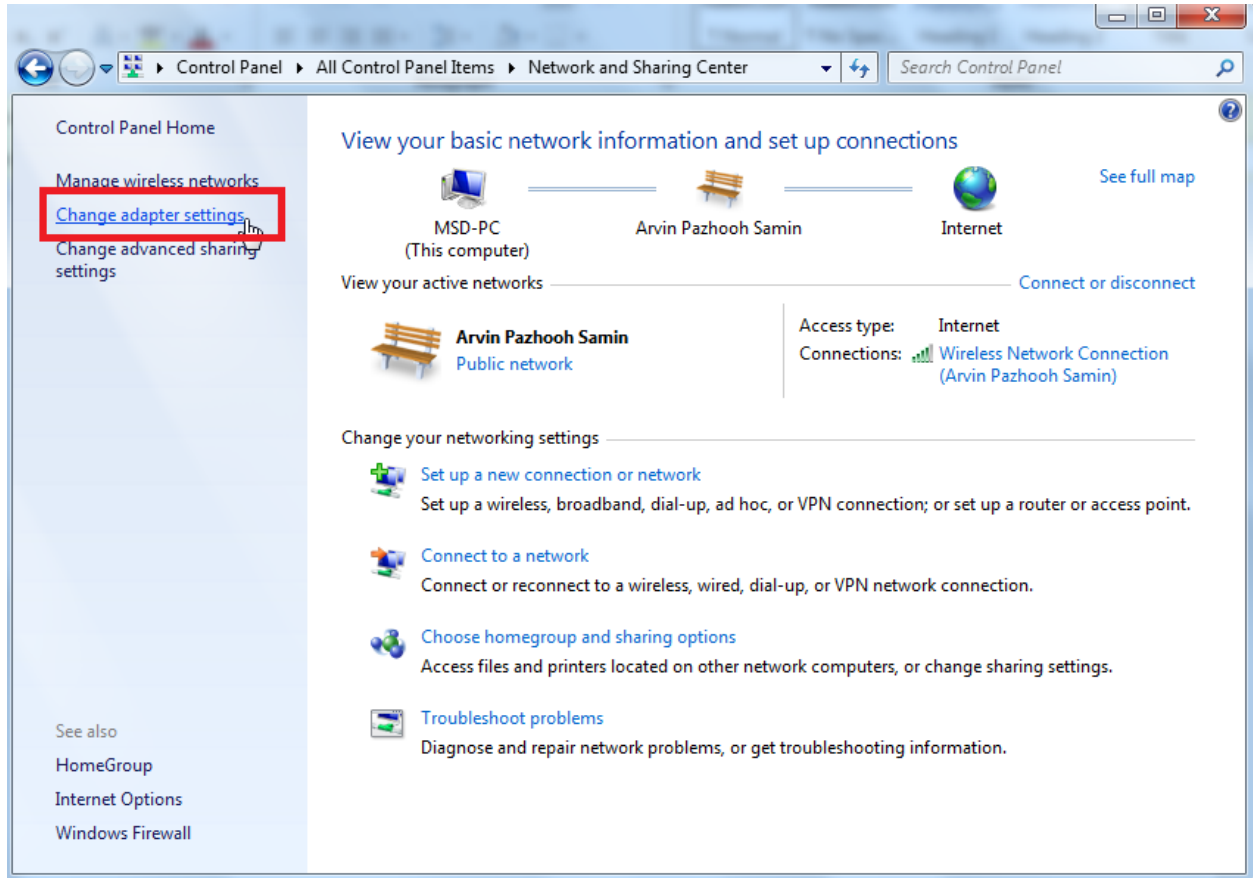 Control Panel ▸ All Control Panel Items ▸ Network and Sharing Center
Search Control Panel
Control Panel Home
Manage wireless networks
Change adapter settings
Change advanced sharing
settings
See also
HomeGroup
Internet Options
Windows Firewall
View your basic network information and set up connections
See full map
MSD-PC
(This computer)
Arvin Pazhooh Samin
Internet
View your active networks
Connect or disconnect
Arvin Pazhooh Samin
Public network
Access type: Internet
Connections: Wireless Network Connection
(Arvin Pazhooh Samin)
Change your networking settings
Set up a new connection or network
Set up a wireless, broadband, dial-up, ad hoc, or VPN connection; or set up a router or access point.
Connect to a network
Connect or reconnect to a wireless, wired, dial-up, or VPN network connection.
Choose homegroup and sharing options
Access files and printers located on other network computers, or change sharing settings.
Troubleshoot problems
Diagnose and repair network problems, or get troubleshooting information.